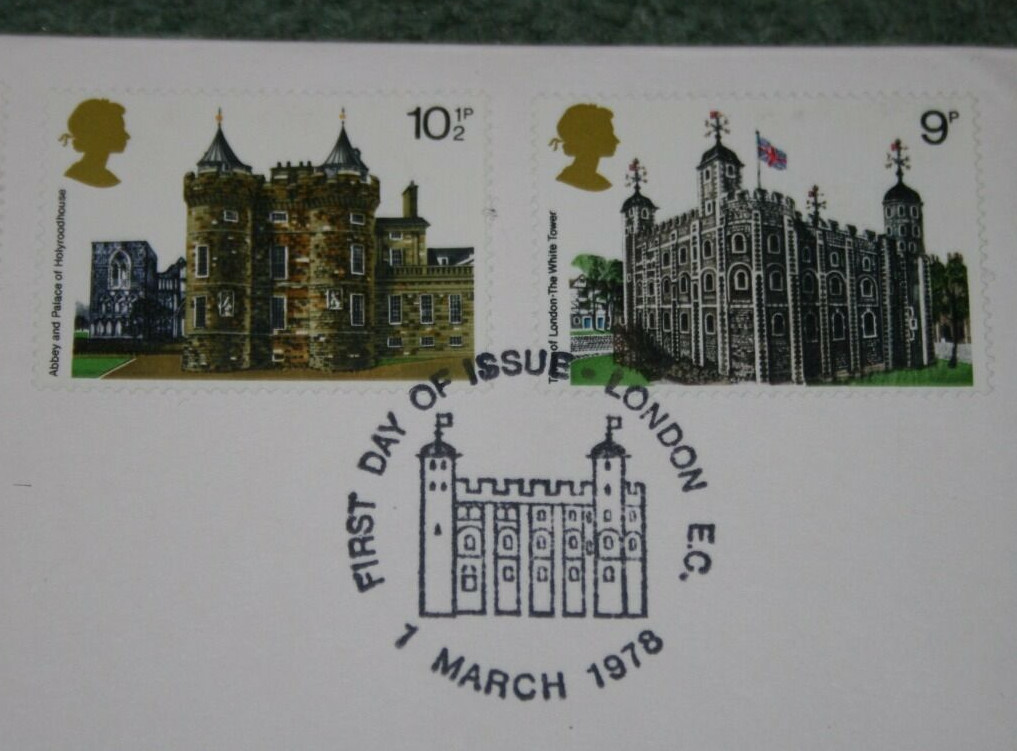 10½P
Abbey and Palace of Holyroodhouse
9P
of London·The White Tower
FIRST DAY OF ISSUE · LONDON E.C.
1 MARCH 1978